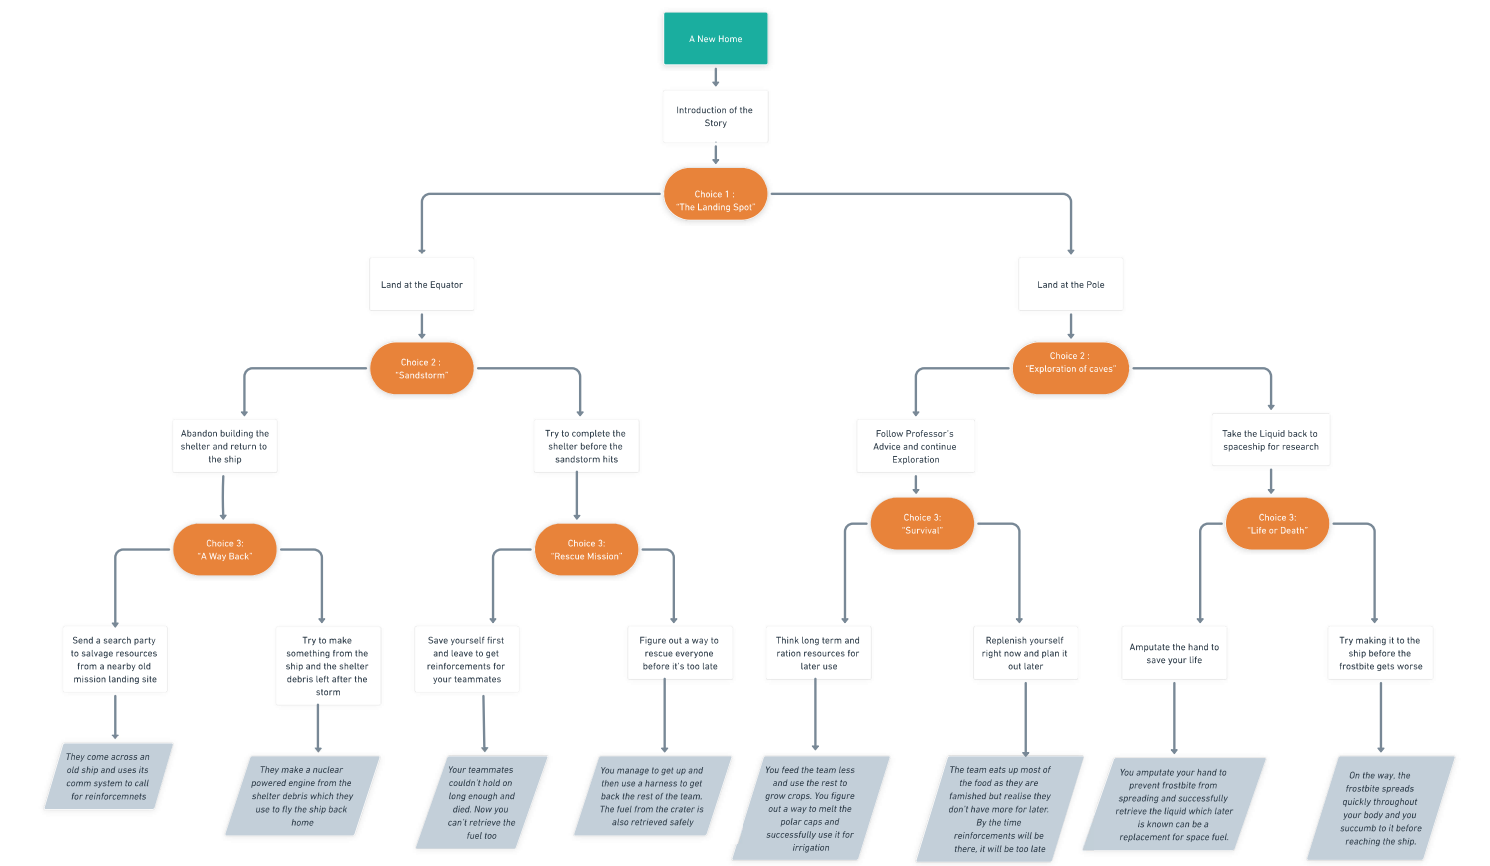 A New Home
Introduction of the
Story
Choice 1 :
"The Landing Spot"
Land at the Equator
Land at the Pole
Choice 2 :
"Sandstorm"
Choice 2 :
"Exploration of caves"
Abandon building the
shelter and return to
the ship
Try to complete the
shelter before the
sandstorm hits
Follow Professor's
Advice and continue
Exploration
Take the Liquid back to
spaceship for research
Choice 3:
"A Way Back"
Choice 3:
"Rescue Mission"
Choice 3:
"Survival"
Choice 3:
"Life or Death"
Send a search party
to salvage resources
from a nearby old
mission landing site
Try to make
something from the
ship and the shelter
debris left after the
storm
Save yourself first
and leave to get
reinforcements for
your teammates
Figure out a way to
rescue everyone
before it's too late
Think long term and
ration resources for
later use
Replenish yourself
right now and plan it
out later
Amputate the hand to
save your life
Try making it to the
ship before the
frostbite gets worse
They come across an
old ship and uses its
comm system to call
for reinforcemnets
They make a nuclear
powered engine from the
shelter debris which they
use to fly the ship back
home
Your teammates
couldn't hold on
long enough and
died. Now you
can't retrieve the
fuel too
You manage to get up and
then use a harness to get
back the rest of the team.
The fuel from the crater is
also retrieved safely
You feed the team less
and use the rest to
grow crops. You figure
out a way to melt the
polar caps and
successfully use it for
irrigation
The team eats up most of
the food as they are
famished but realise they
don't have more for later.
By the time
reinforcements will be
there, it will be too late
You amputate your hand to
prevent frostbite from
spreading and successfully
retrieve the liquid which later
is known can be a
replacement for space fuel.
On the way, the
frostbite spreads
quickly throughout
your body and you
succumb to it before
reaching the ship.